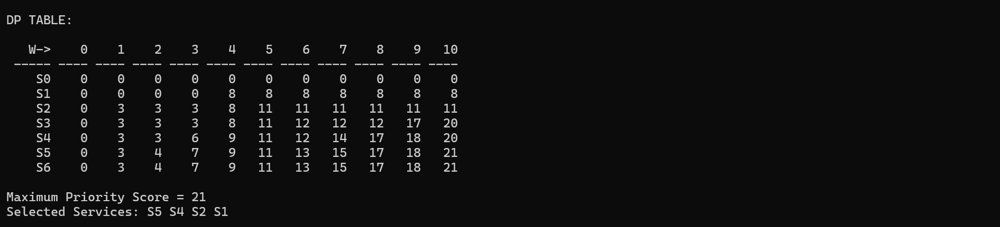 DP TABLE:
   W->    0    1    2    3    4    5    6    7    8    9   10
 ----- ---- ---- ---- ---- ---- ---- ---- ---- ---- ---- ----
    S0    0    0    0    0    0    0    0    0    0    0    0
    S1    0    0    0    0    8    8    8    8    8    8    8
    S2    0    3    3    3    8   11   11   11   11   11   11
    S3    0    3    3    3    8   11   12   12   12   17   20
    S4    0    3    3    6    9   11   12   14   17   18   20
    S5    0    3    4    7    9   11   13   15   17   18   21
    S6    0    3    4    7    9   11   13   15   17   18   21
Maximum Priority Score = 21
Selected Services: S5 S4 S2 S1